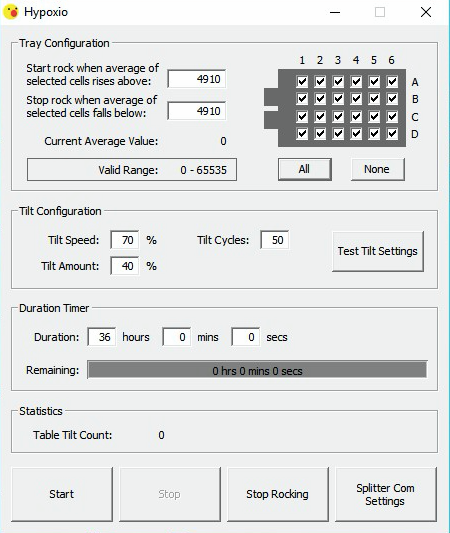 Hypoxio
Tray Configuration
Start rock when average of
selected cells rises above:
4910
Stop rock when average of
selected cells falls below:
4910
Current Average Value: 0
Valid Range: 0 - 65535
1 2 3 4 5 6
A
B
C
D
All None
Tilt Configuration
Tilt Speed: 70 % Tilt Cycles: 50
Tilt Amount: 40 %
Test Tilt Settings
Duration Timer
Duration: 36 hours 0 mins 0 secs
Remaining: 0 hrs 0 mins 0 secs
Statistics
Table Tilt Count: 0
Start Stop Stop Rocking Splitter Com
Settings